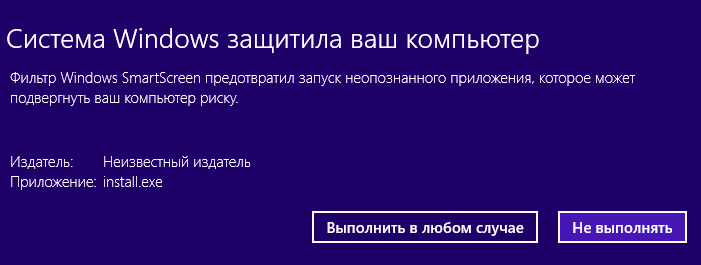 Система Windows защитила ваш компьютер
Фильтр Windows SmartScreen предотвратил запуск неопознанного приложения, которое может
подвергнуть ваш компьютер риску.
Издатель: Неизвестный издатель
Приложение: install.exe
Выполнить в любом случае Не выполнять